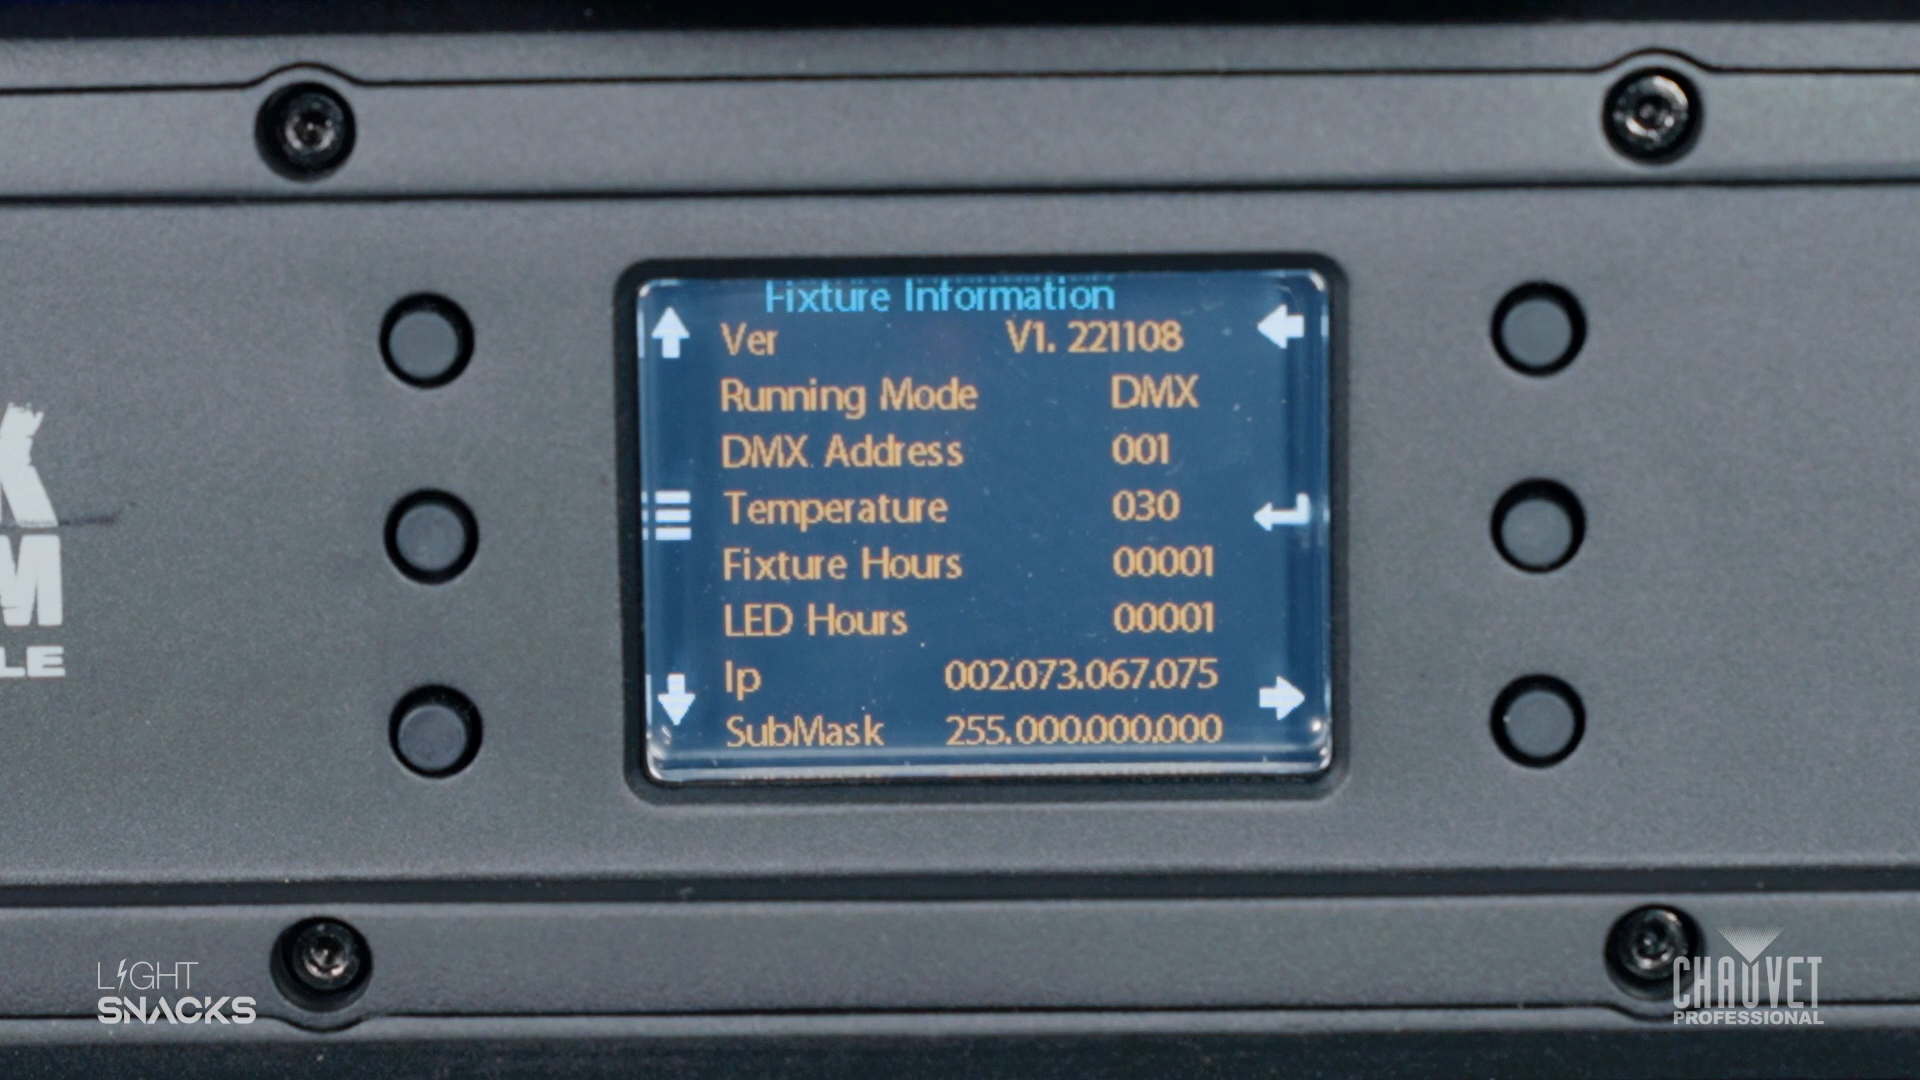 Fixture Information
Ver V1. 221108
Running Mode DMX
DMX Address 001
Temperature 030
Fixture Hours 00001
LED Hours 00001
Ip 002.073.067.075
SubMask 255.000.000.000
K
M
LE
LIGHT
SNACKS
CHAUVET
PROFESSIONAL